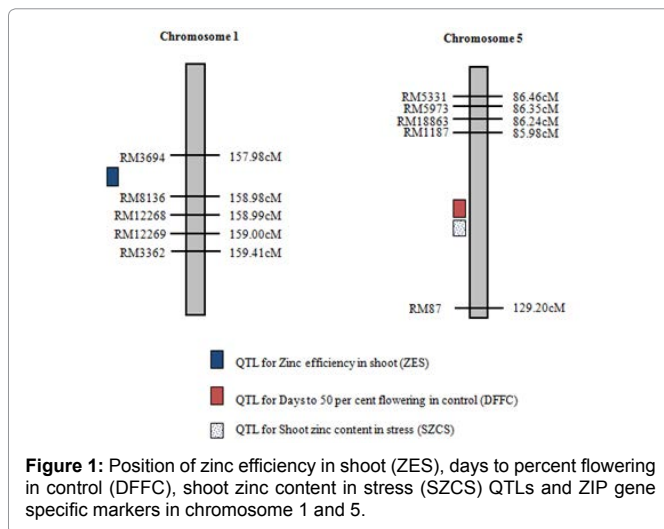 Chromosome 1
RM3694 157.98cM
RM8136 158.98cM
RM12268 158.99cM
RM12269 159.00cM
RM3362 159.41cM
Chromosome 5
RM5331 86.46cM
RM5973 86.35cM
RM18863 86.24cM
RM1187 85.98cM
RM87 129.20cM
QTL for Zinc efficiency in shoot (ZES)
QTL for Days to 50 per cent flowering in control (DFFC)
QTL for Shoot zinc content in stress (SZCS)
Figure 1: Position of zinc efficiency in shoot (ZES), days to percent flowering
in control (DFFC), shoot zinc content in stress (SZCS) QTLs and ZIP gene
specific markers in chromosome 1 and 5.